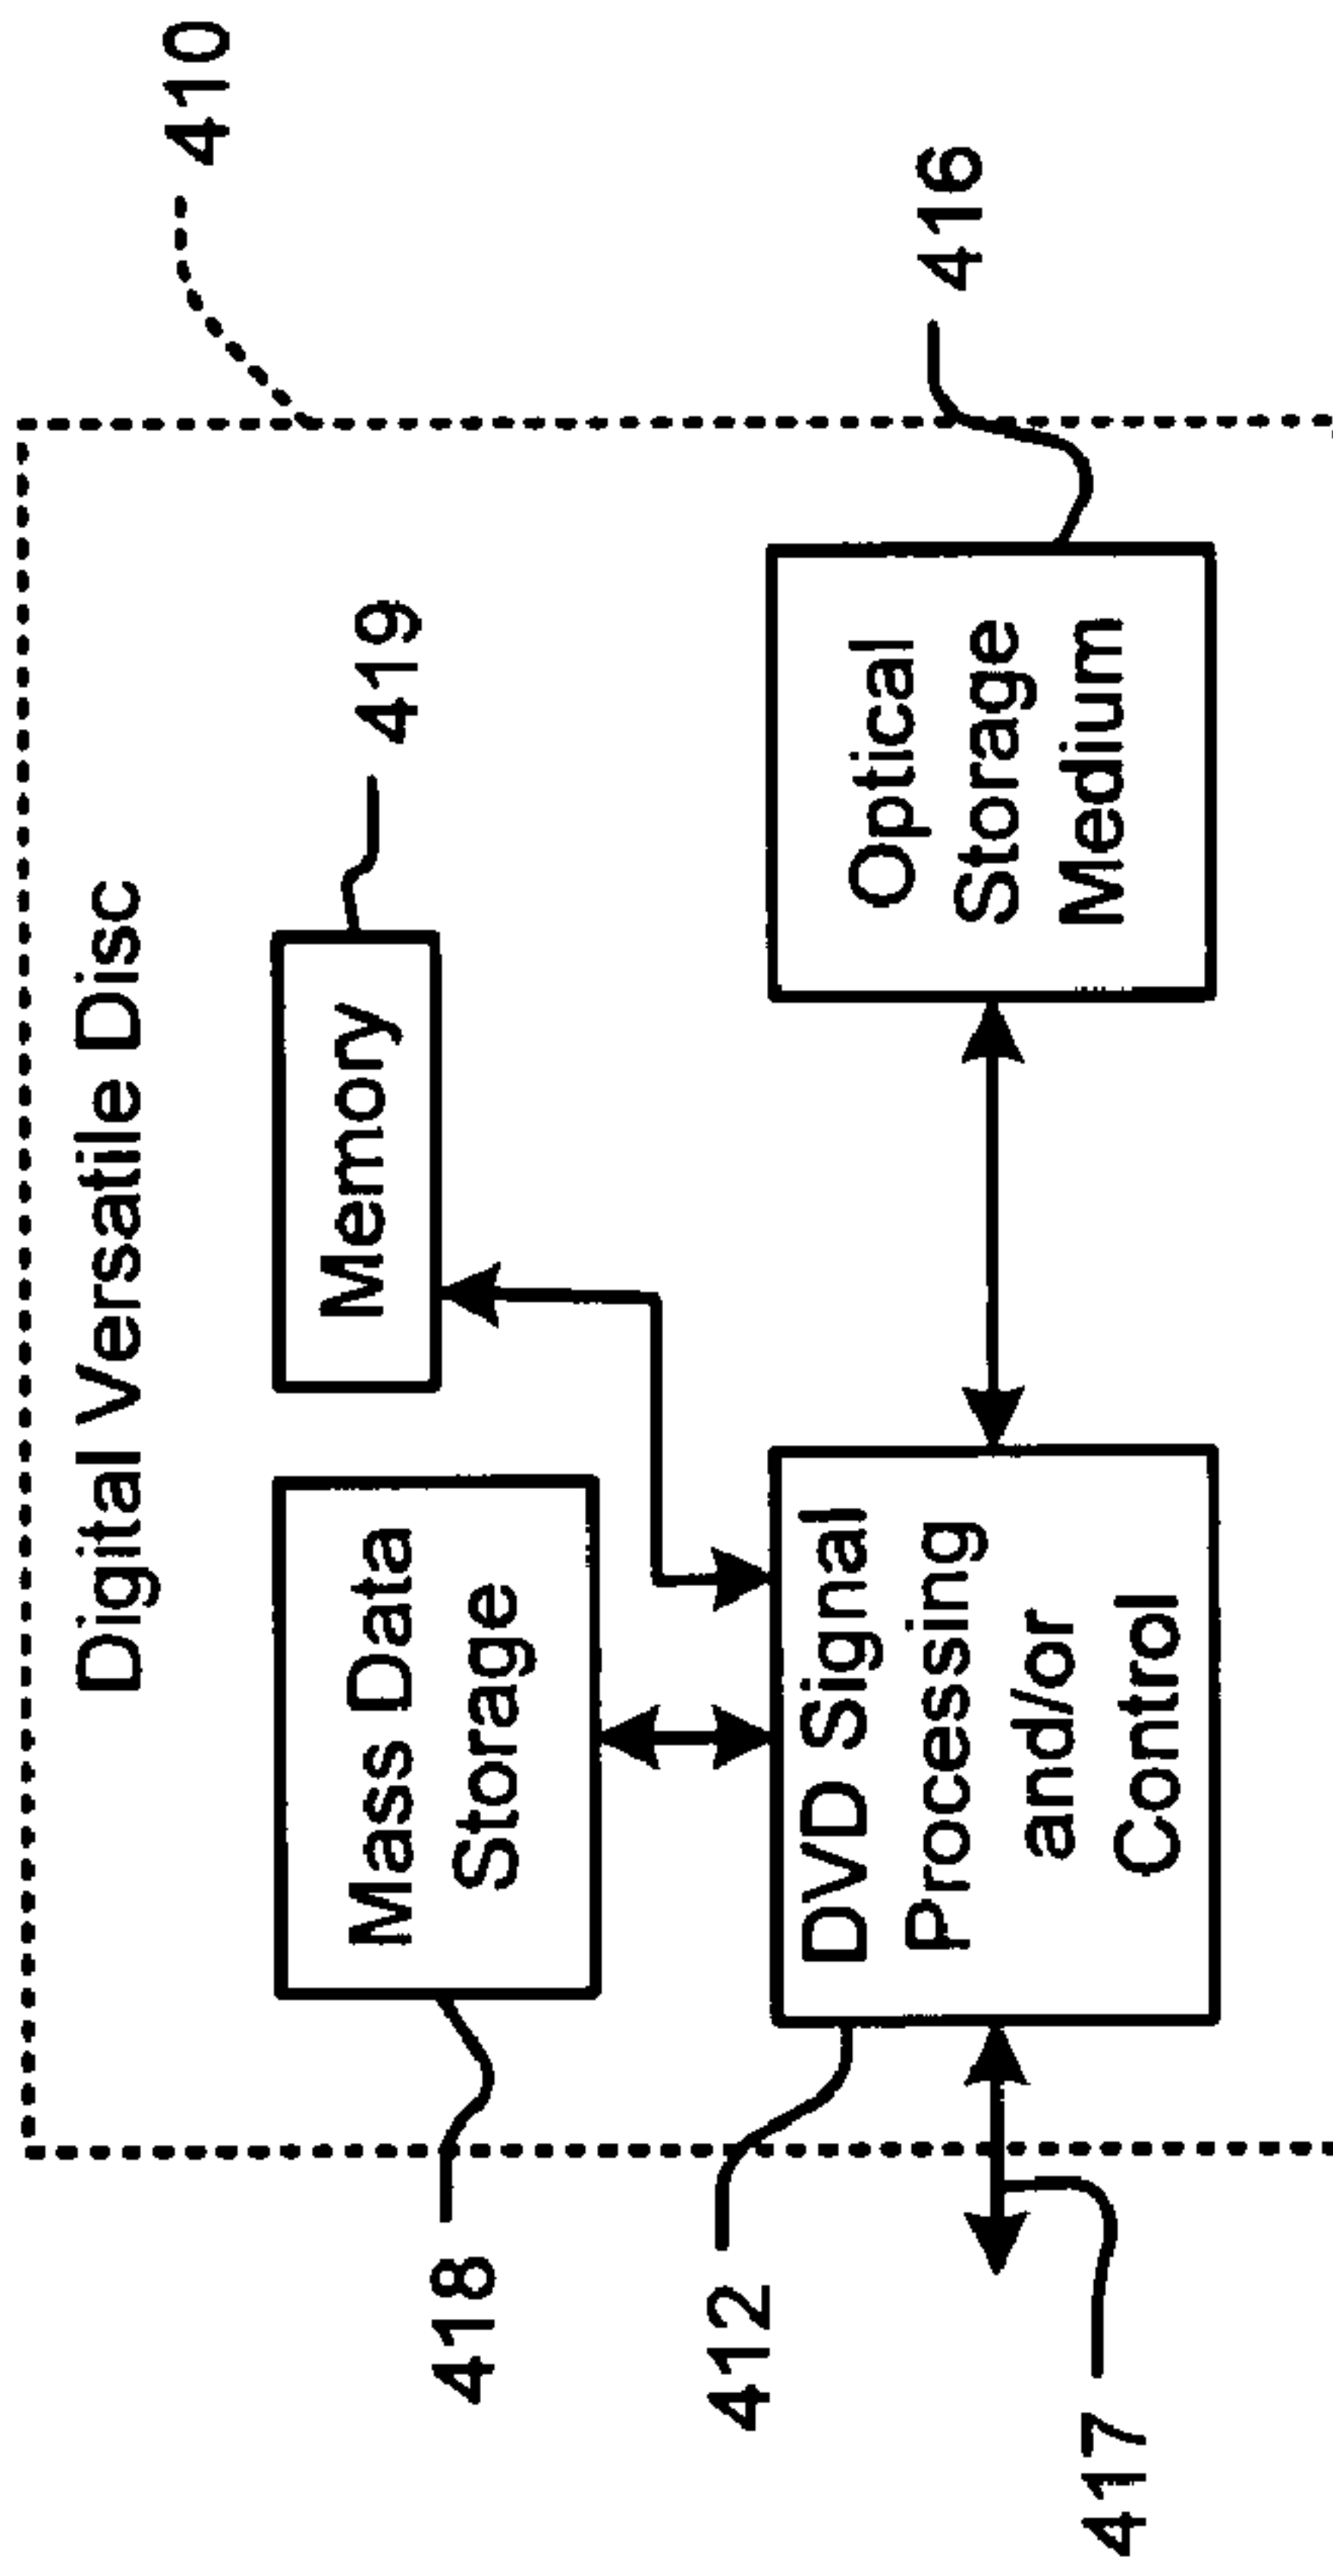 Digital Versatile Disc
410
Mass Data
Storage
418
Memory
419
DVD Signal
Processing
and/or
Control
412
Optical
Storage
Medium
416
417